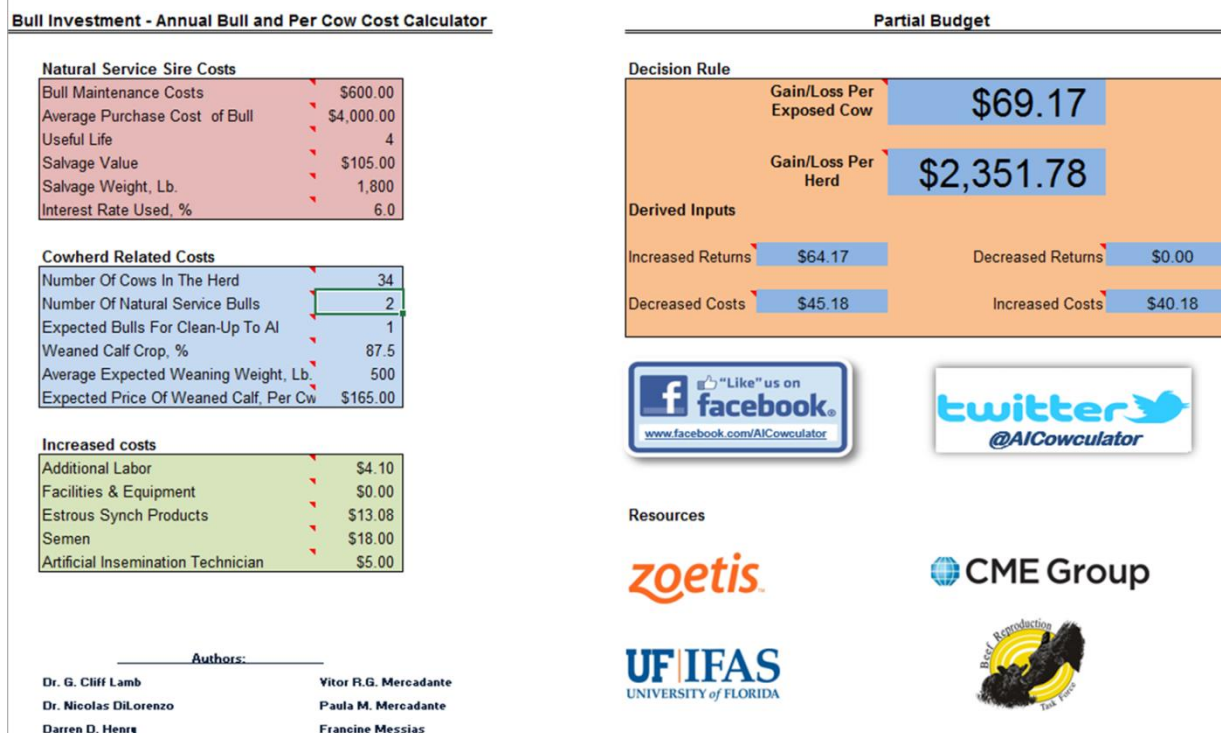 Bull Investment - Annual Bull and Per Cow Cost Calculator
Natural Service Sire Costs
Bull Maintenance Costs $600.00
Average Purchase Cost of Bull $4,000.00
Useful Life 4
Salvage Value $105.00
Salvage Weight, Lb. 1,800
Interest Rate Used, % 6.0
Cowherd Related Costs
Number Of Cows In The Herd 34
Number Of Natural Service Bulls 2
Expected Bulls For Clean-Up To AI 1
Weaned Calf Crop, % 87.5
Average Expected Weaning Weight, Lb. 500
Expected Price Of Weaned Calf, Per Cw $165.00
Increased costs
Additional Labor $4.10
Facilities & Equipment $0.00
Estrous Synch Products $13.08
Semen $18.00
Artificial Insemination Technician $5.00
Authors:
Dr. G. Cliff Lamb Vitor R.G. Mercadante
Dr. Nicolas DiLorenzo Paula M. Mercadante
Darren D. Henry Francine Messias
Partial Budget
Decision Rule
Gain/Loss Per
Exposed Cow $69.17
Gain/Loss Per
Herd $2,351.78
Derived Inputs
Increased Returns $64.17 Decreased Returns $0.00
Decreased Costs $45.18 Increased Costs $40.18
f "Like" us on
facebook®
www.facebook.com/AICowculator
twitter
@AICowculator
Resources
zoetis™
CME Group
UF|IFAS
UNIVERSITY of FLORIDA
Beef Reproduction
Task Force